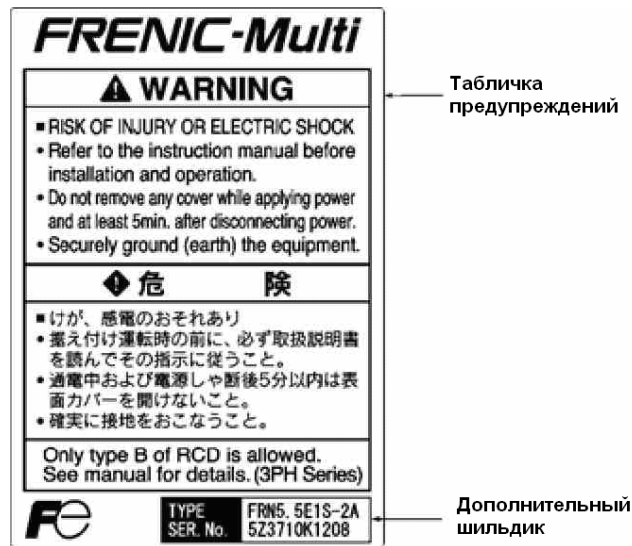 FRENIC-Multi
⚠ WARNING
■ RISK OF INJURY OR ELECTRIC SHOCK
• Refer to the instruction manual before
installation and operation.
• Do not remove any cover while applying power
and at least 5min. after disconnecting power.
• Securely ground (earth) the equipment.
危 険
■ けが、感電のおそれあり
• 据え付け運転時の前に、必ず取扱説明書
を読んでその指示に従うこと。
• 通電中および電源しゃ断後5分以内は表
面カバーを開けないこと。
• 確実に接地をおこなうこと。
Only type B of RCD is allowed.
See manual for details. (3PH Series)
Fe
TYPE FRN5. 5E1S-2A
SER. No. 5Z3710K1208
Табличка
предупреждений
Дополнительный
шильдик